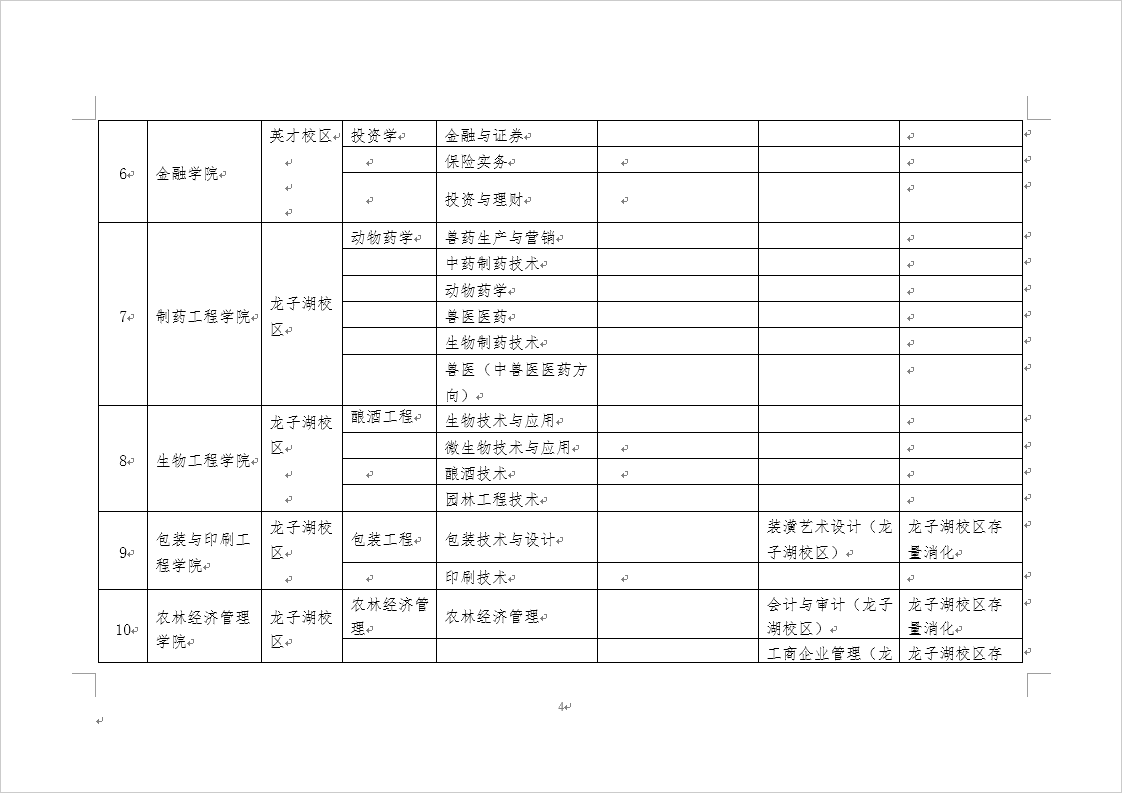 英才校区 投资学 金融与证券
6 金融学院 保险实务
投资与理财
动物药学 兽药生产与营销
中药制药技术
动物药学
龙子湖校
7 制药工程学院 兽医医药
区
生物制药技术
兽医（中兽医医药方
向）
龙子湖校 酿酒工程 生物技术与应用
区 微生物技术与应用
8 生物工程学院 酿酒技术
园林工程技术
龙子湖校 装潢艺术设计（龙 龙子湖校区存
包装与印刷工 包装工程 包装技术与设计
9 区 子湖校区） 量消化
程学院
印刷技术
农林经济管 会计与审计（龙子 龙子湖校区存
农林经济管理 龙子湖校 农林经济管理
10 理 湖校区） 量消化
学院 区
工商企业管理（龙 龙子湖校区存
4